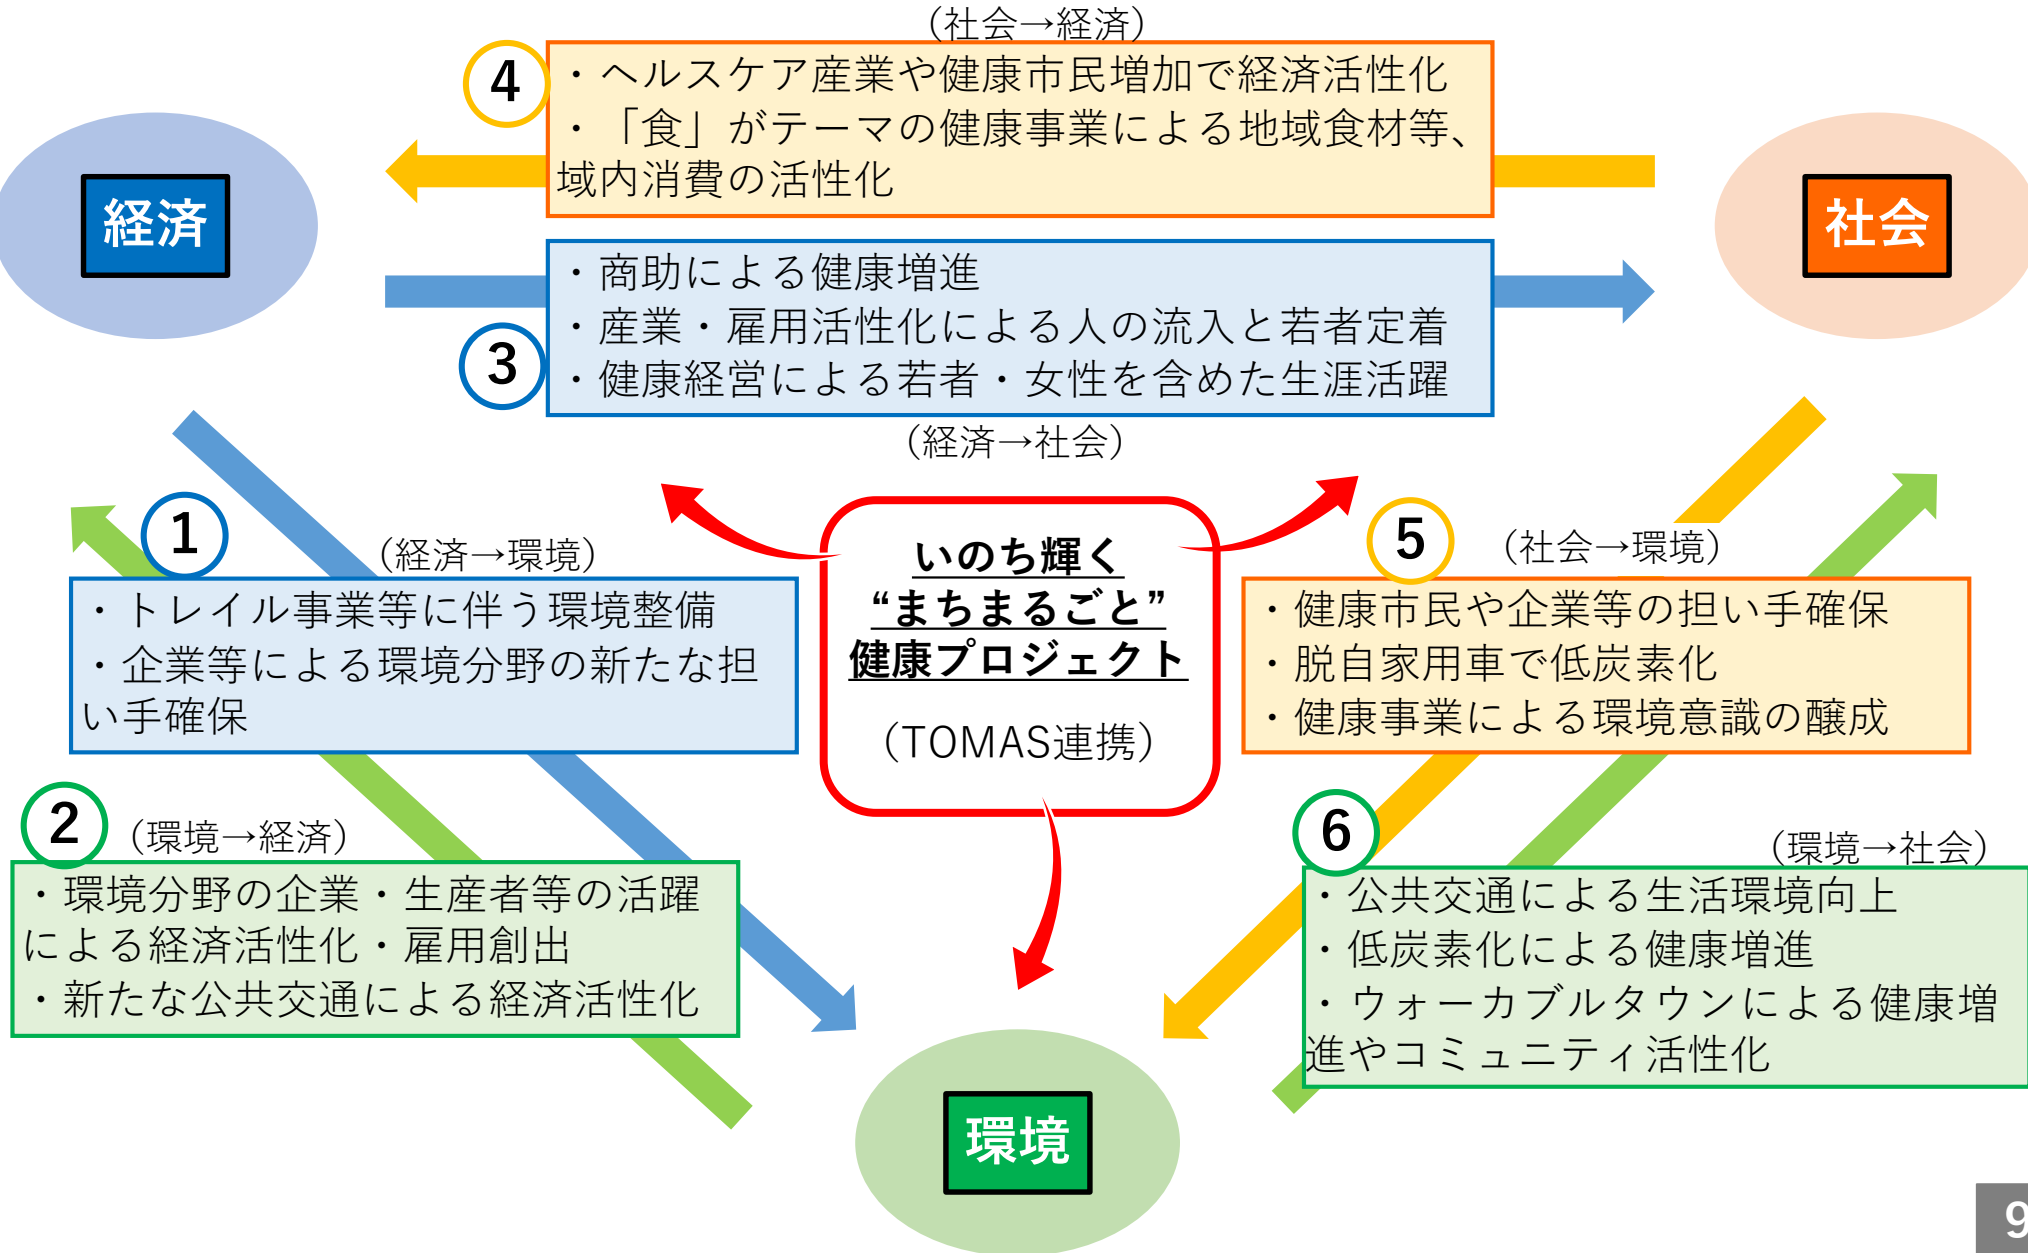 （社会→経済）
④
・ヘルスケア産業や健康市民増加で経済活性化
・「食」がテーマの健康事業による地域食材等、
域内消費の活性化
経済
社会
・商助による健康増進
・産業・雇用活性化による人の流入と若者定着
・健康経営による若者・女性を含めた生涯活躍
③
（経済→社会）
①
（経済→環境）
・トレイル事業等に伴う環境整備
・企業等による環境分野の新たな担
い手確保
いのち輝く
“まちまるごと”
健康プロジェクト
（TOMAS連携）
⑤
（社会→環境）
・健康市民や企業等の担い手確保
・脱自家用車で低炭素化
・健康事業による環境意識の醸成
②
（環境→経済）
・環境分野の企業・生産者等の活躍
による経済活性化・雇用創出
・新たな公共交通による経済活性化
⑥
（環境→社会）
・公共交通による生活環境向上
・低炭素化による健康増進
・ウォーカブルタウンによる健康増
進やコミュニティ活性化
環境
9